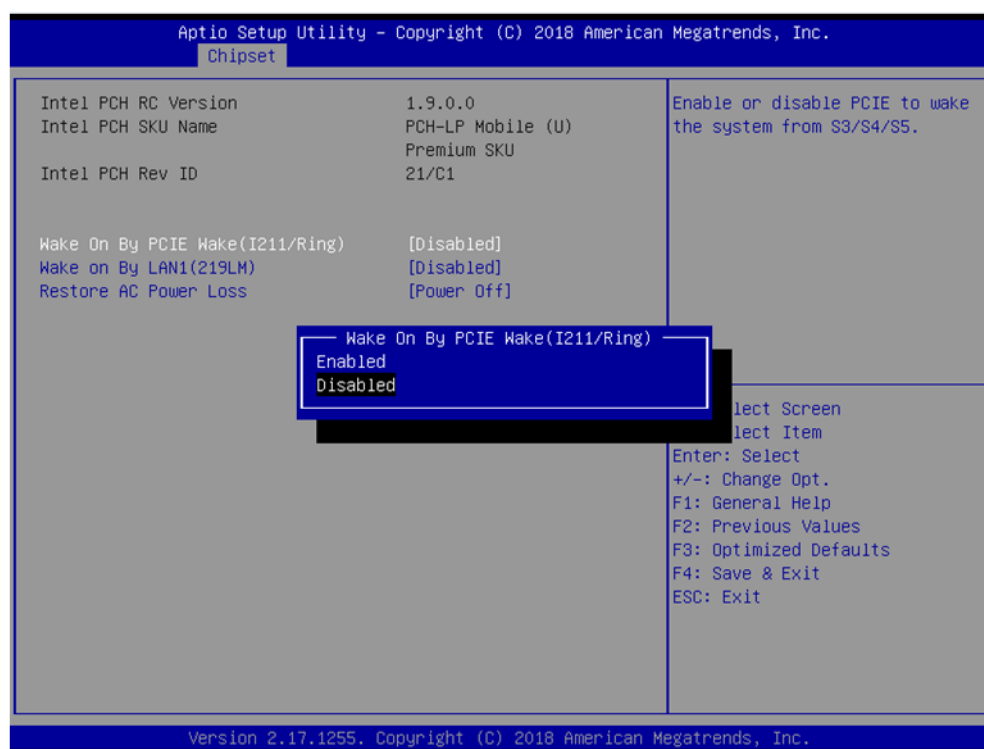 Aptio Setup Utility – Copyright (C) 2018 American Megatrends, Inc.
Chipset
Intel PCH RC Version 1.9.0.0
Intel PCH SKU Name PCH-LP Mobile (U)
Premium SKU
Intel PCH Rev ID 21/C1
Wake On By PCIE Wake(I211/Ring) [Disabled]
Wake on By LAN1(219LM) [Disabled]
Restore AC Power Loss [Power Off]
Wake On By PCIE Wake(I211/Ring)
Enabled
Disabled
Enable or disable PCIE to wake
the system from S3/S4/S5.
lect Screen
lect Item
Enter: Select
+/-: Change Opt.
F1: General Help
F2: Previous Values
F3: Optimized Defaults
F4: Save & Exit
ESC: Exit
Version 2.17.1255. Copyright (C) 2018 American Megatrends, Inc.